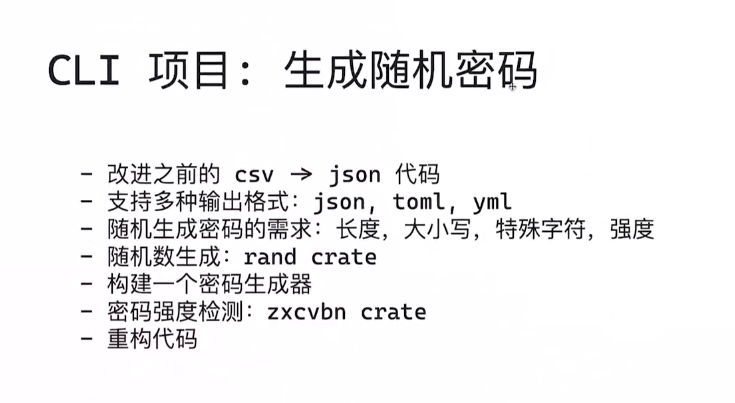 CLI 项目: 生成随机密码
- 改进之前的 csv -> json 代码
- 支持多种输出格式: json, toml, yml
- 随机生成密码的需求: 长度, 大小写, 特殊字符, 强度
- 随机数生成: rand crate
- 构建一个密码生成器
- 密码强度检测: zxcvbn crate
- 重构代码